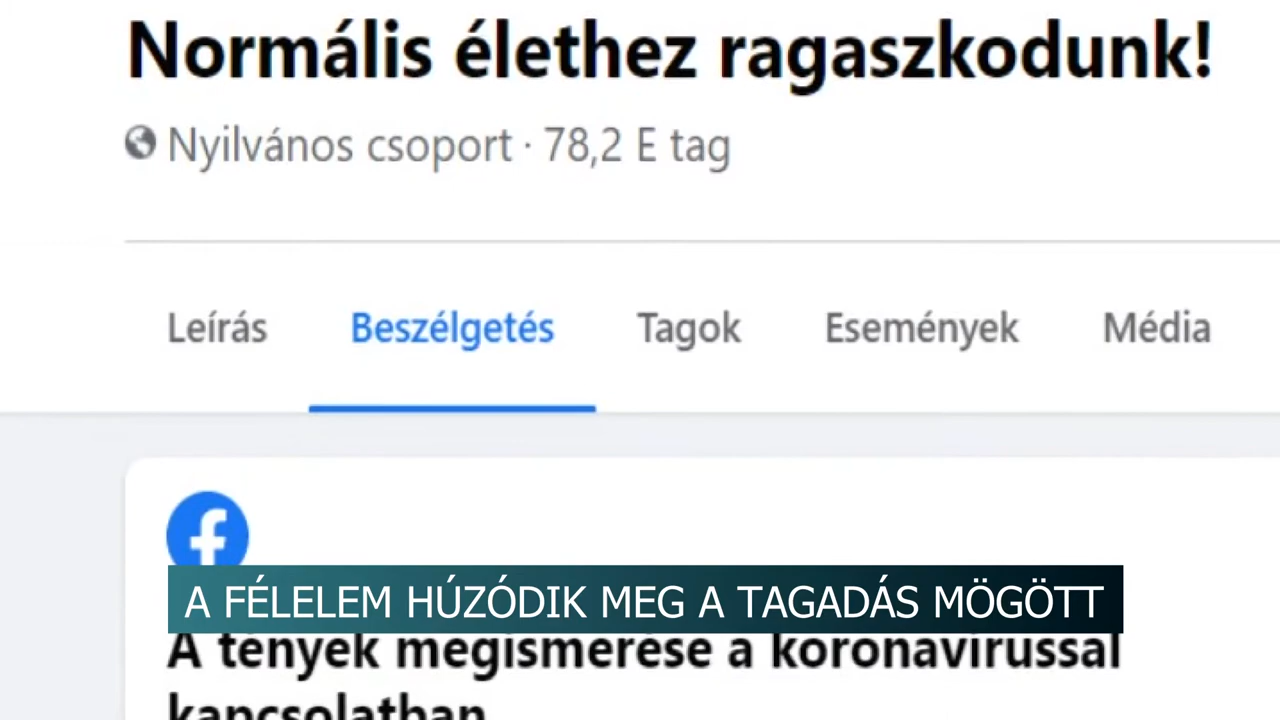 Normális élethez ragaszkodunk!
Nyilvános csoport · 78,2 E tag
Leírás Beszélgetés Tagok Események Média
A FÉLELEM HÚZÓDIK MEG A TAGADÁS MÖGÖTT
A tények megismerése a koronavírussal
kapcsolatban